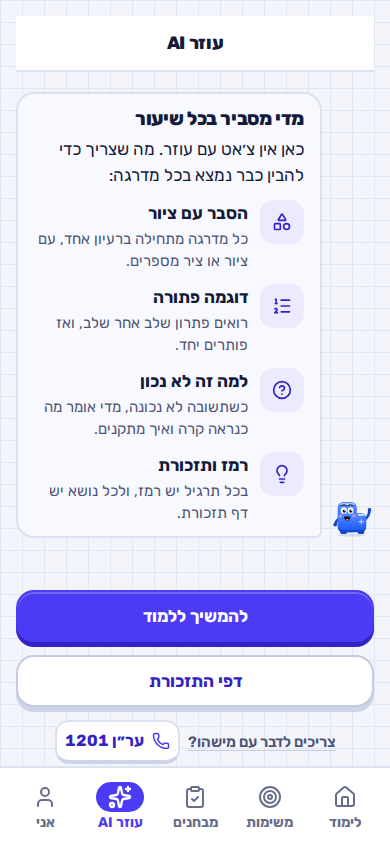 עוזר AI
מדי מסביר בכל שיעור
כאן אין צ׳אט עם עוזר. מה שצריך כדי
להבין כבר נמצא בכל מדרגה:
הסבר עם ציור
כל מדרגה מתחילה ברעיון אחד, עם
ציור או ציר מספרים.
דוגמה פתורה
רואים פתרון שלב אחר שלב, ואז
פותרים יחד.
למה זה לא נכון
כשתשובה לא נכונה, מדי אומר מה
כנראה קרה ואיך מתקנים.
רמז ותזכורת
בכל תרגיל יש רמז, ולכל נושא יש
דף תזכורת.
להמשיך ללמוד
דפי התזכורת
צריכים לדבר עם מישהו?
ער״ן 1201
לימוד
משימות
מבחנים
עוזר AI
אני